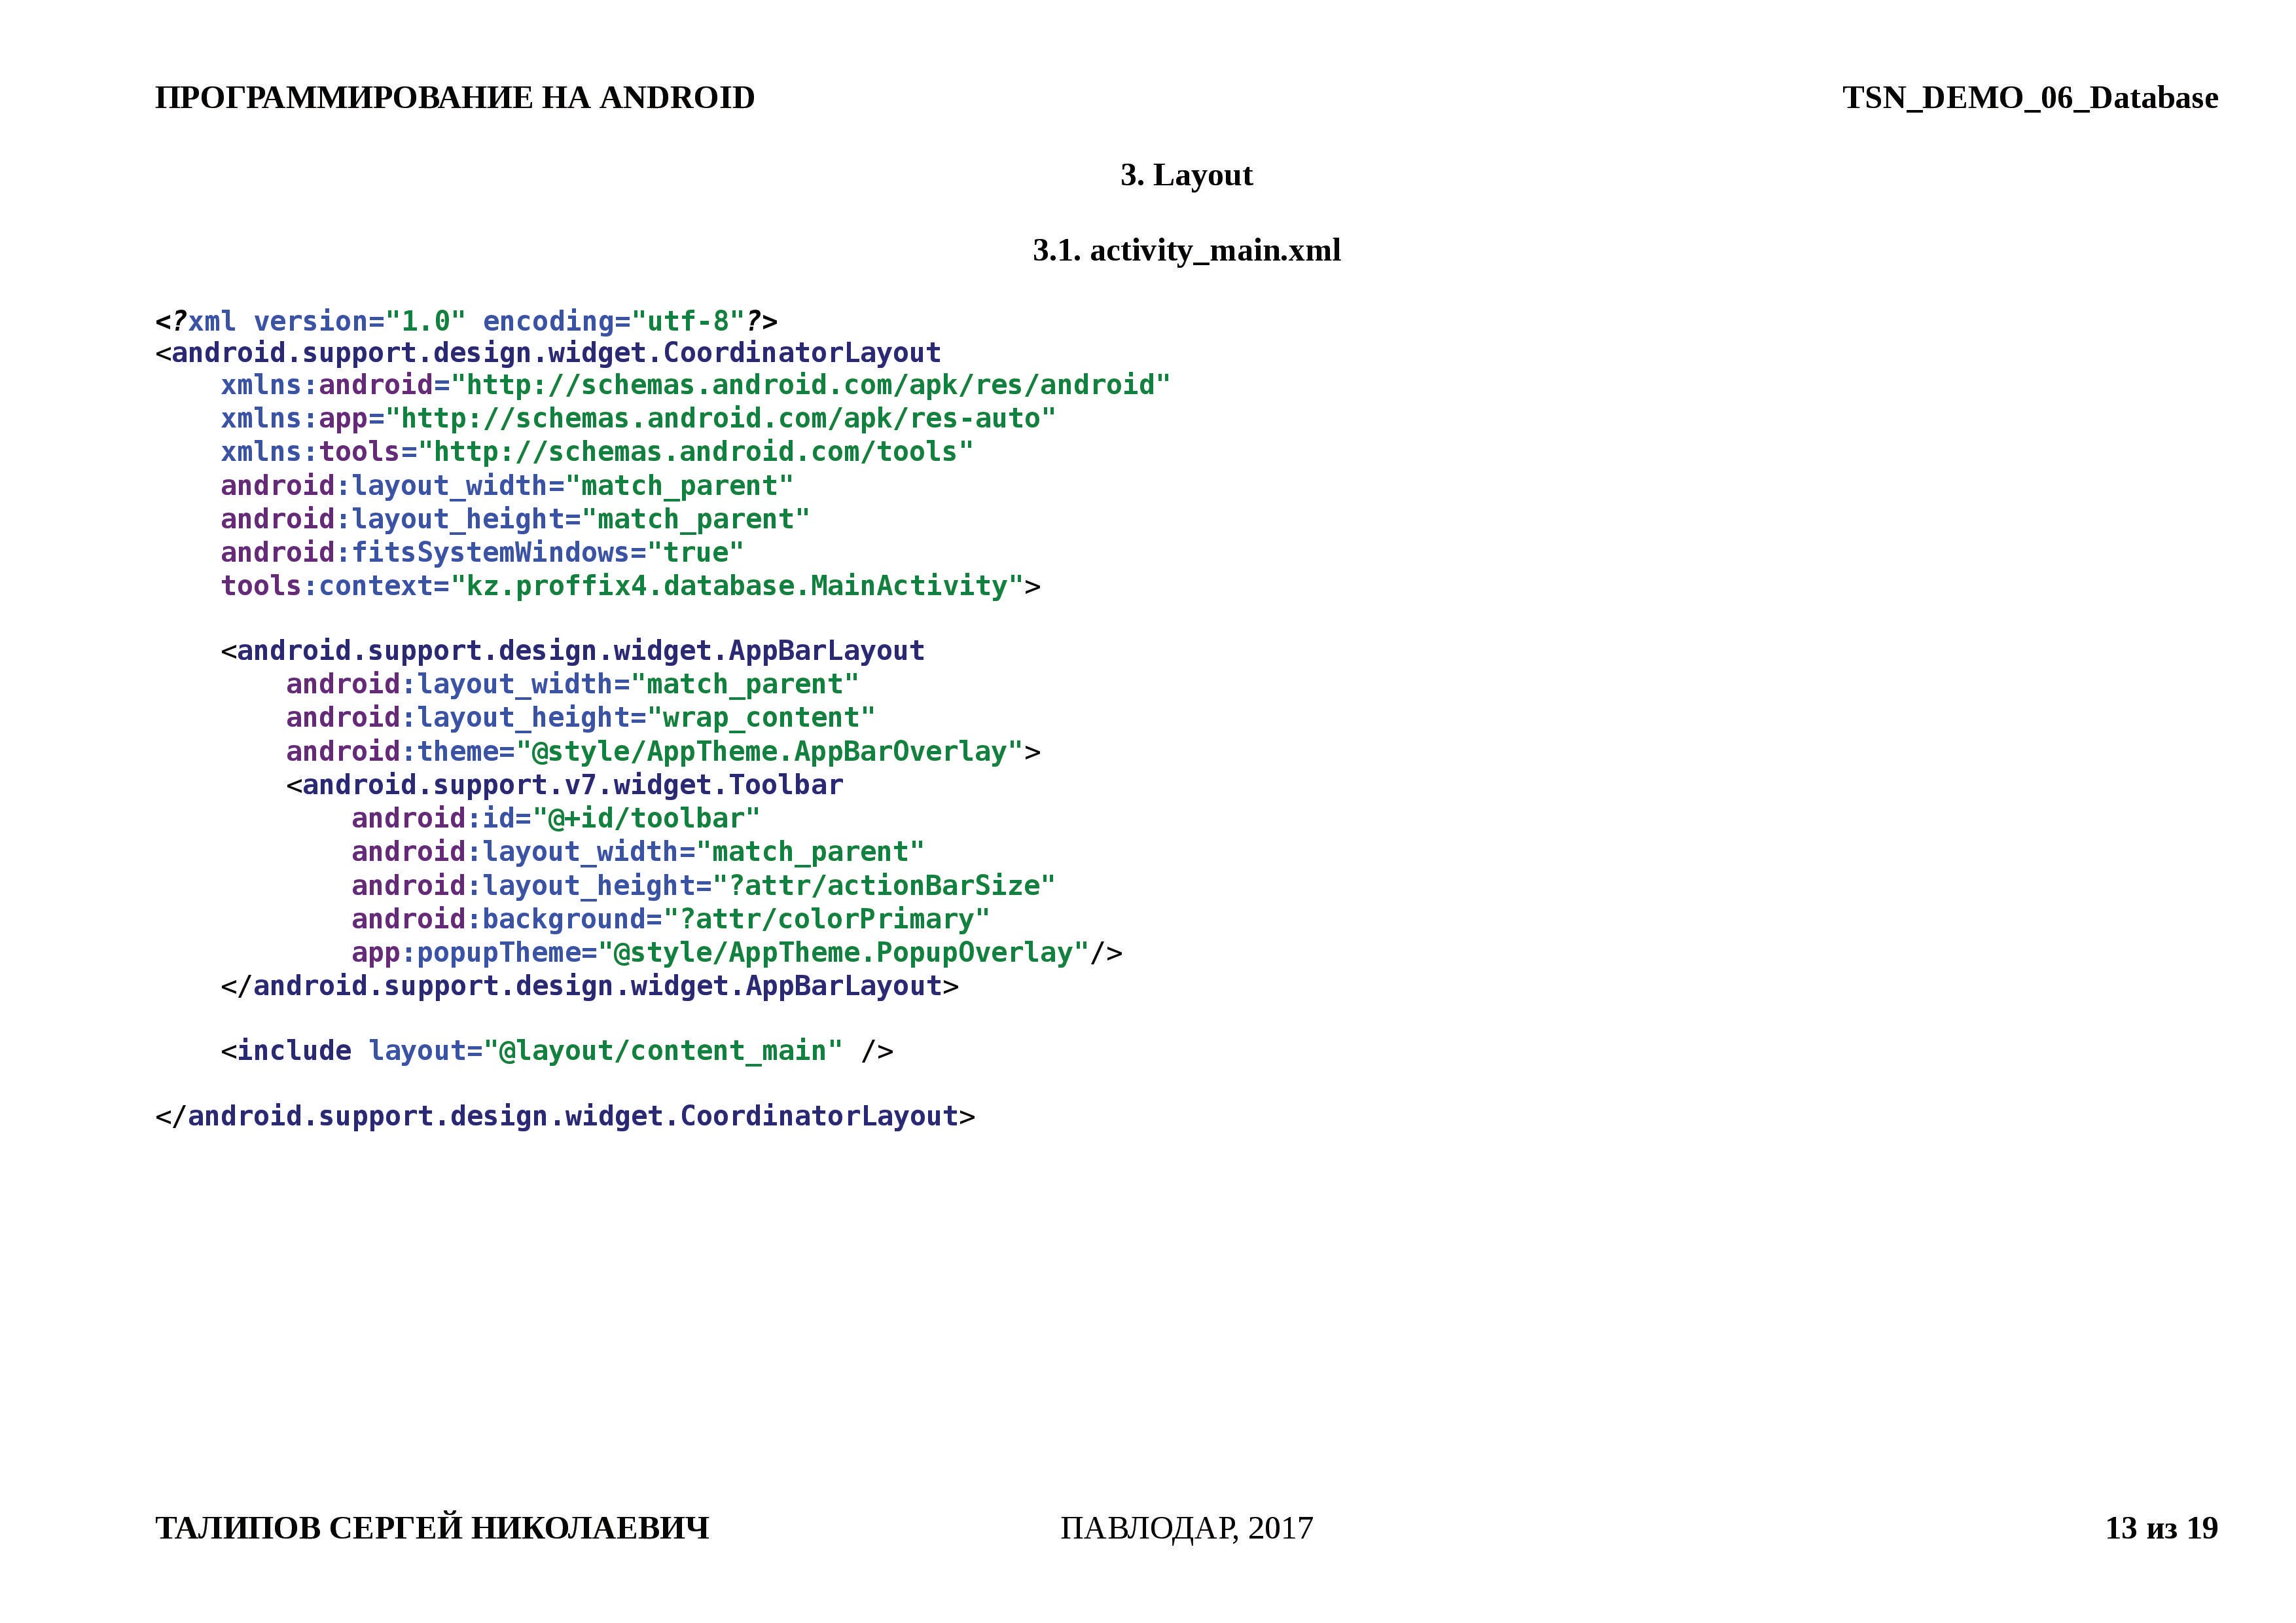 ПРОГРАММИРОВАНИЕ НА ANDROID TSN_DEMO_06_Database
3. Layout
3.1. activity_main.xml
<?xml version="1.0" encoding="utf-8"?>
<android.support.design.widget.CoordinatorLayout
    xmlns:android="http://schemas.android.com/apk/res/android"
    xmlns:app="http://schemas.android.com/apk/res-auto"
    xmlns:tools="http://schemas.android.com/tools"
    android:layout_width="match_parent"
    android:layout_height="match_parent"
    android:fitsSystemWindows="true"
    tools:context="kz.proffix4.database.MainActivity">
    <android.support.design.widget.AppBarLayout
        android:layout_width="match_parent"
        android:layout_height="wrap_content"
        android:theme="@style/AppTheme.AppBarOverlay">
        <android.support.v7.widget.Toolbar
            android:id="@+id/toolbar"
            android:layout_width="match_parent"
            android:layout_height="?attr/actionBarSize"
            android:background="?attr/colorPrimary"
            app:popupTheme="@style/AppTheme.PopupOverlay"/>
    </android.support.design.widget.AppBarLayout>
    <include layout="@layout/content_main" />
</android.support.design.widget.CoordinatorLayout>
ТАЛИПОВ СЕРГЕЙ НИКОЛАЕВИЧ ПАВЛОДАР, 2017 13 из 19